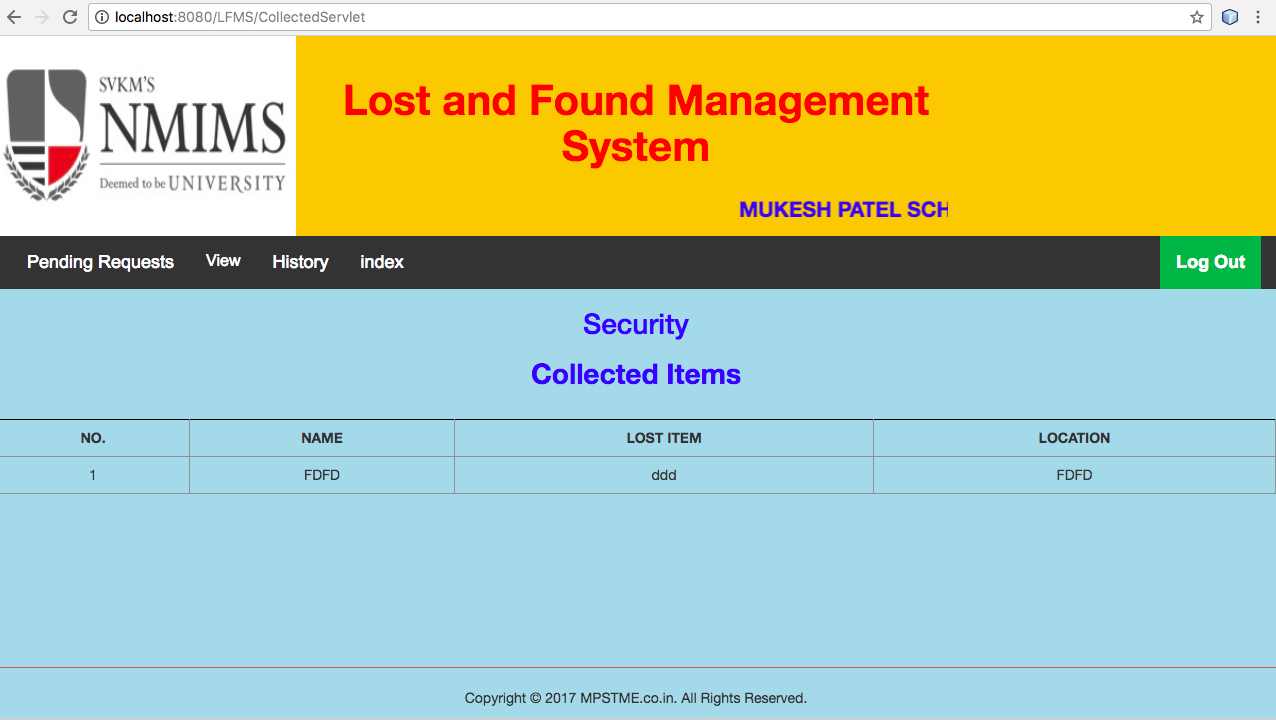 localhost:8080/LFMS/CollectedServlet
SVKM'S
NMIMS
Deemed to be UNIVERSITY
Lost and Found Management
System
MUKESH PATEL SCH
Pending Requests View History index Log Out
Security
Collected Items
NO. NAME LOST ITEM LOCATION
1 FDFD ddd FDFD
Copyright © 2017 MPSTME.co.in. All Rights Reserved.